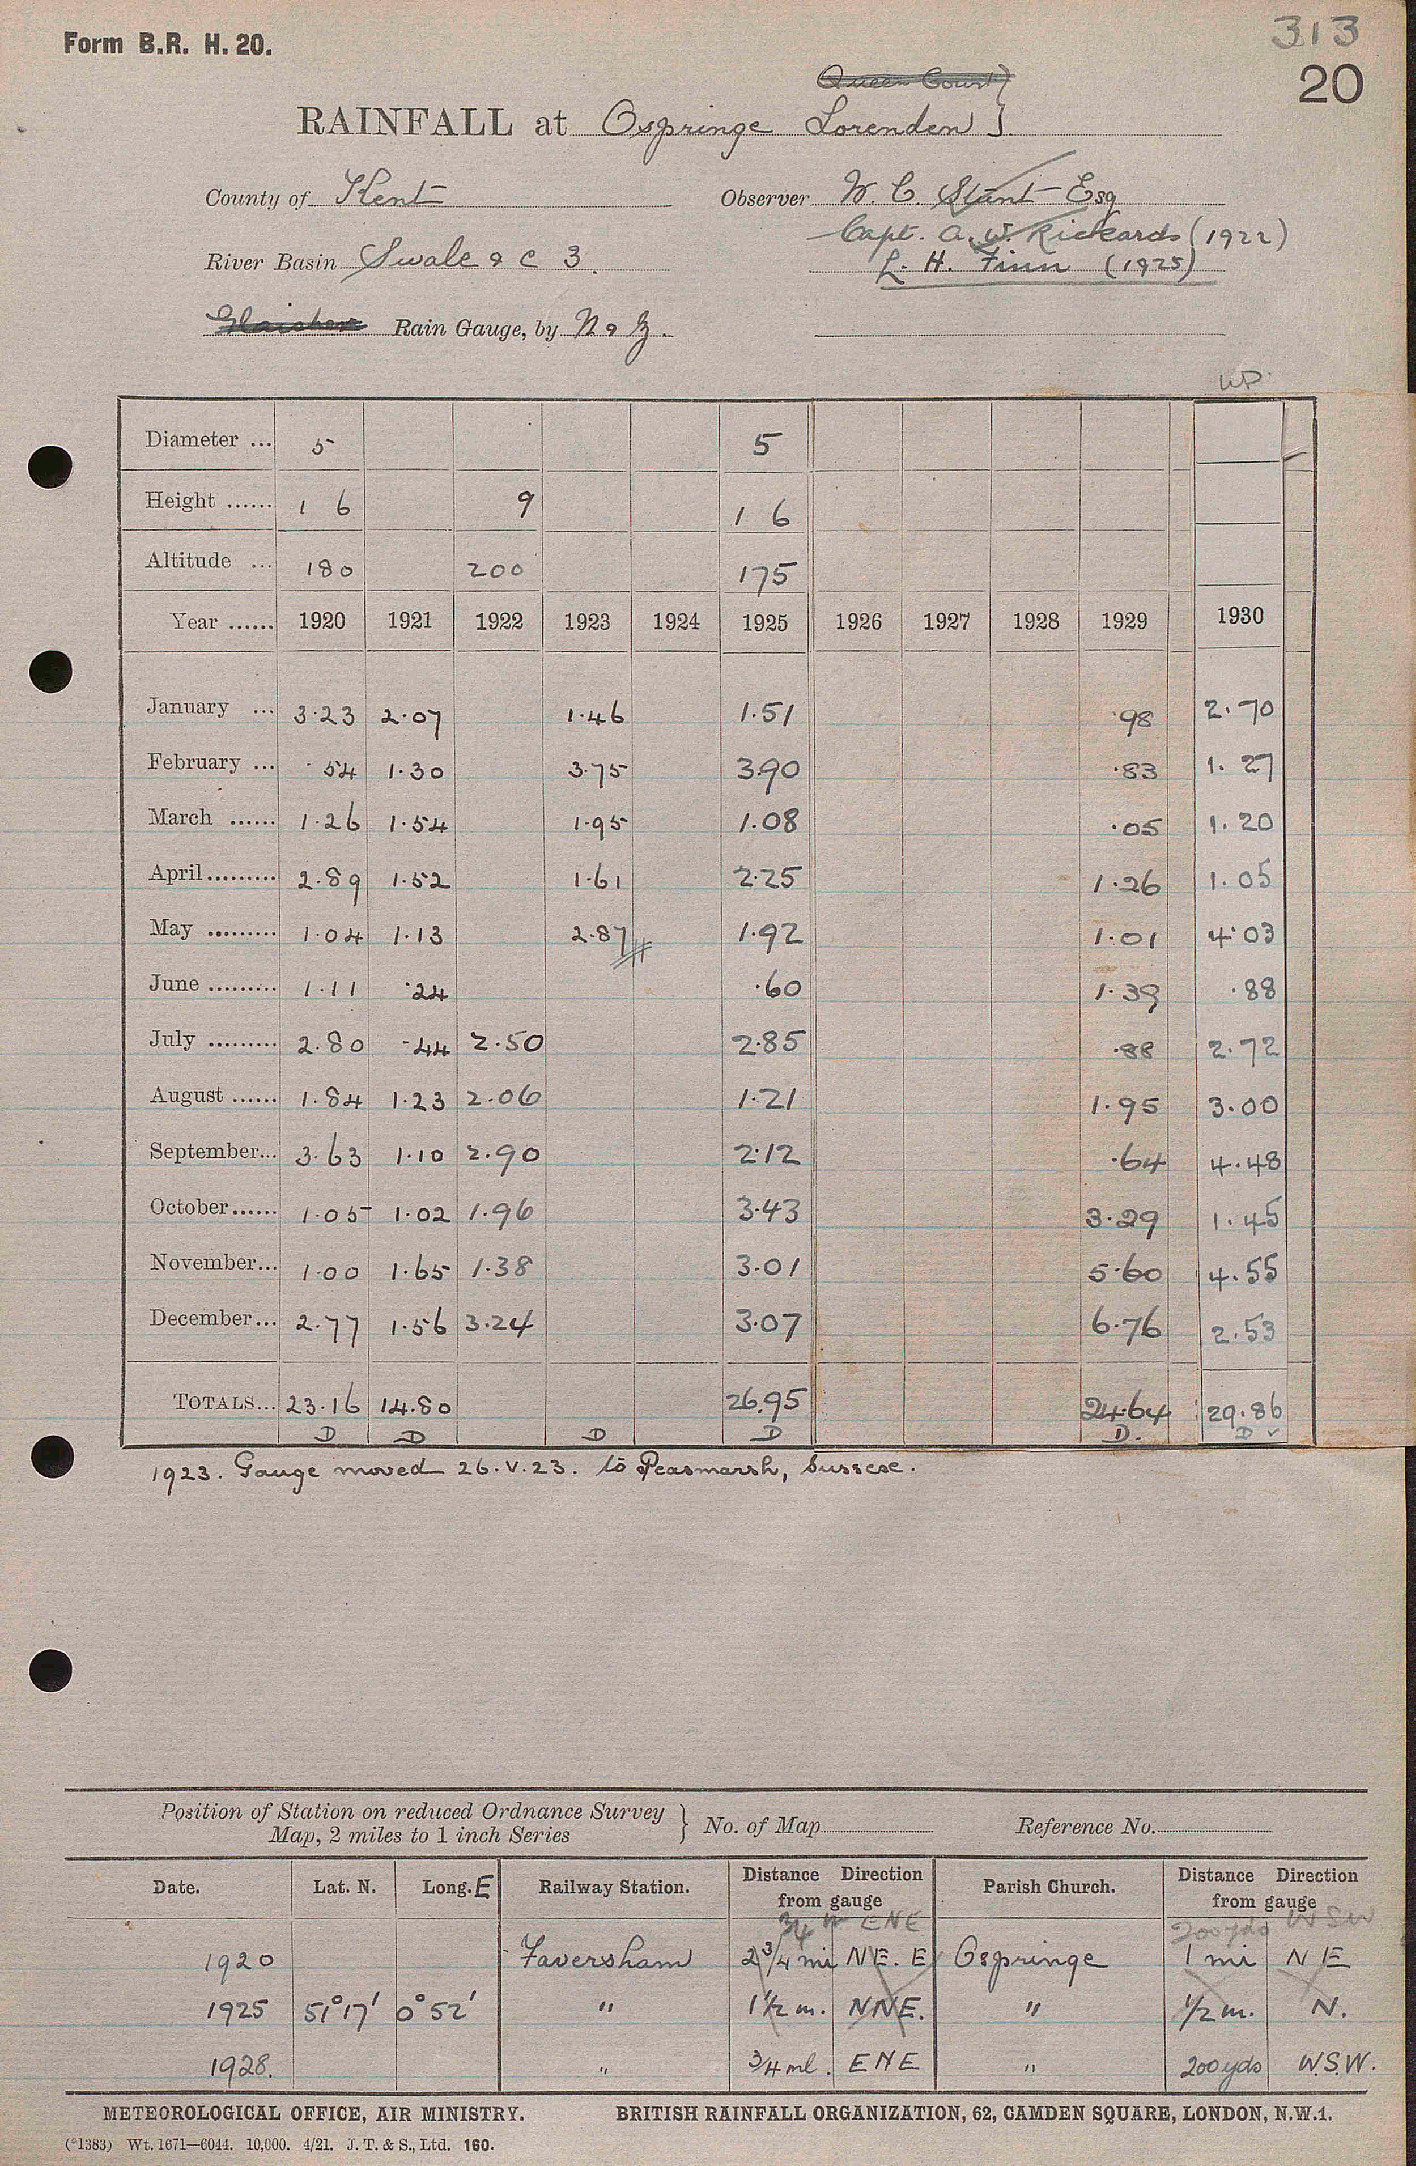 Form B.R. H. 20.
313
20
Queen Court }
RAINFALL at Ospringe Lorenden }
County of Kent
Observer W. C. Stunt Esq
Capt. A. W. Rickards (1922)
River Basin Swale & C 3.
L. H. Finn (1925)
Glaisher Rain Gauge, by N & Z.
WD.
Diameter ... 5 5
Height ...... 1 6 9 1 6
Altitude ... 180 200 175
Year ...... 1920 1921 1922 1923 1924 1925 1926 1927 1928 1929 1930
January ... 3.23 2.07 1.46 1.51 .98 2.70
February ... .54 1.30 3.75 3.90 .83 1.27
March ...... 1.26 1.54 1.95 1.08 .05 1.20
April ......... 2.89 1.52 1.61 2.25 1.26 1.05
May ......... 1.04 1.13 2.87 1.92 1.01 4.03
June ......... 1.11 .24 .60 1.39 .88
July ......... 2.80 .44 2.50 2.85 .88 2.72
August ...... 1.84 1.23 2.06 1.21 1.95 3.00
September... 3.63 1.10 2.90 2.12 .64 4.48
October...... 1.05 1.02 1.96 3.43 3.29 1.45
November... 1.00 1.65 1.38 3.01 5.60 4.55
December... 2.77 1.56 3.24 3.07 6.76 2.53
TOTALS... 23.16 14.80 26.95 24.64 29.86
D D D D D. D ✓
1923. Gauge moved 26.V.23. to Peasmarsh, Sussex.
Position of Station on reduced Ordnance Survey
Map, 2 miles to 1 inch Series } No. of Map Reference No.
Date. Lat. N. Long. E Railway Station. Distance Direction from gauge Parish Church. Distance Direction from gauge
3/4 m ENE 200 yds WSW
1920 Faversham 2 3/4 mi NE. E Ospringe 1 mi NE
1925 51° 17' 0° 52' " 1 1/2 m. NNE. " 1/2 m. N.
1928. " 3/4 ml. ENE " 200 yds W.S.W.
METEOROLOGICAL OFFICE, AIR MINISTRY. BRITISH RAINFALL ORGANIZATION, 62, CAMDEN SQUARE, LONDON, N.W.1.
(*1383) Wt. 1671—6044. 10,000. 4/21. J. T. & S., Ltd. 160.